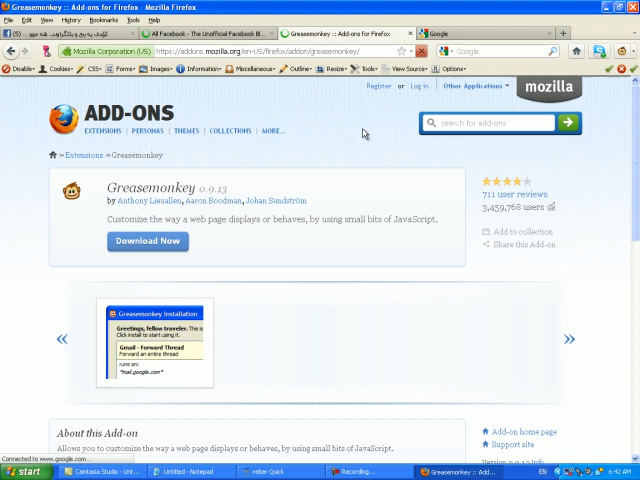 Greasemonkey :: Add-ons for Firefox - Mozilla Firefox
Edit View History Bookmarks Tools Help
All Facebook - The Unofficial Facebook Bl...
Greasemonkey :: Add-ons for Firefox
Google
Mozilla Corporation (US)
https://addons.mozilla.org/en-US/firefox/addon/greasemonkey/
Google
Disable Cookies CSS Forms Images Information Miscellaneous Outline Resize Tools View Source Options
Register or Log in
Other Applications
mozilla
ADD-ONS
EXTENSIONS | PERSONAS | THEMES | COLLECTIONS | MORE...
search for add-ons
» Extensions » Greasemonkey
Greasemonkey 0.9.13
by Anthony Lieuallen, Aaron Boodman, Johan Sundström
Customize the way a web page displays or behaves, by using small bits of JavaScript.
Download Now
711 user reviews
3,459,768 users
Add to collection
Share this Add-on
Greasemonkey Installation
Greetings, fellow traveler. This is
Click install to start using it.
Gmail - Forward Thread
Forward an entire thread
runs on:
«
»
About this Add-on
Allows you to customize the way a web page displays or behaves, by using small bits of JavaScript.
Add-on home page
Support site
Version 0.9.13 Info
Connected to www.google.com...
start
Camtasia Studio - Unt...
Untitled - Notepad
reber Quick
Recording...
Greasemonkey :: Add...
EN
6:42 AM